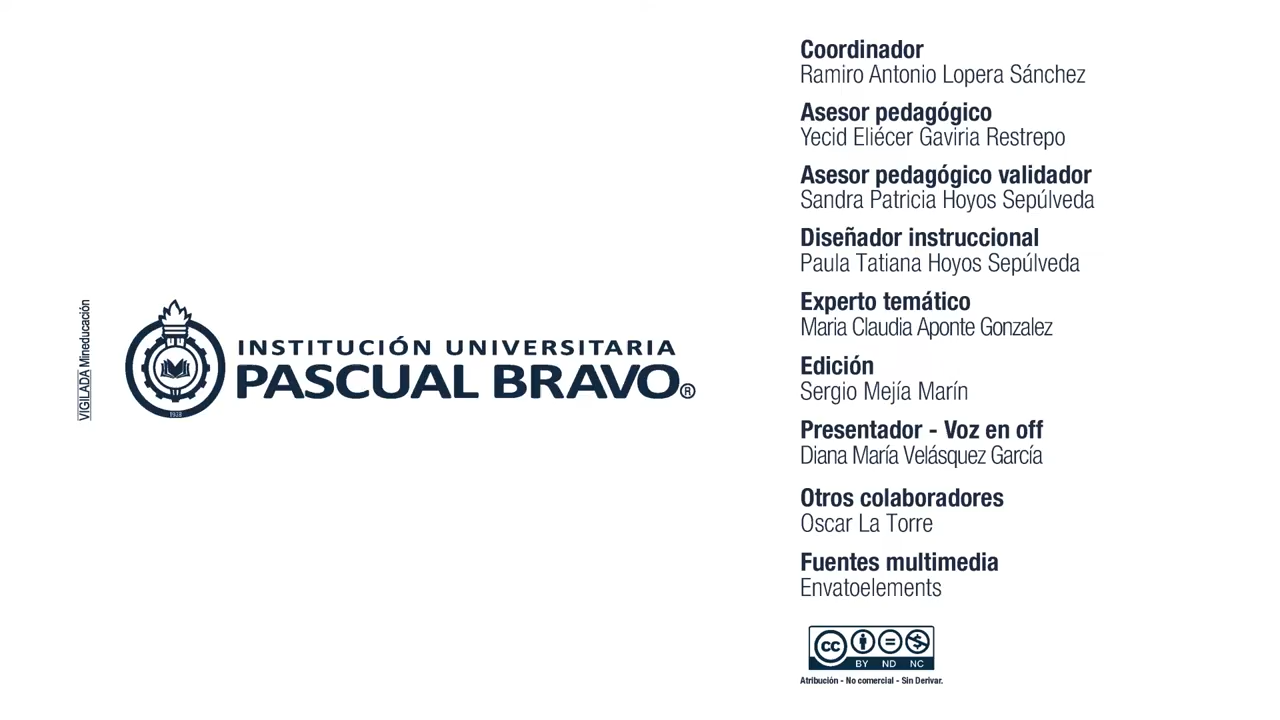 VIGILADA Mineducación
INSTITUCIÓN UNIVERSITARIA
PASCUAL BRAVO®
1938
Coordinador
Ramiro Antonio Lopera Sánchez
Asesor pedagógico
Yecid Eliécer Gaviria Restrepo
Asesor pedagógico validador
Sandra Patricia Hoyos Sepúlveda
Diseñador instruccional
Paula Tatiana Hoyos Sepúlveda
Experto temático
Maria Claudia Aponte Gonzalez
Edición
Sergio Mejía Marín
Presentador - Voz en off
Diana María Velásquez García
Otros colaboradores
Oscar La Torre
Fuentes multimedia
Envatoelements
cc
BY ND NC
Atribución - No comercial - Sin Derivar.